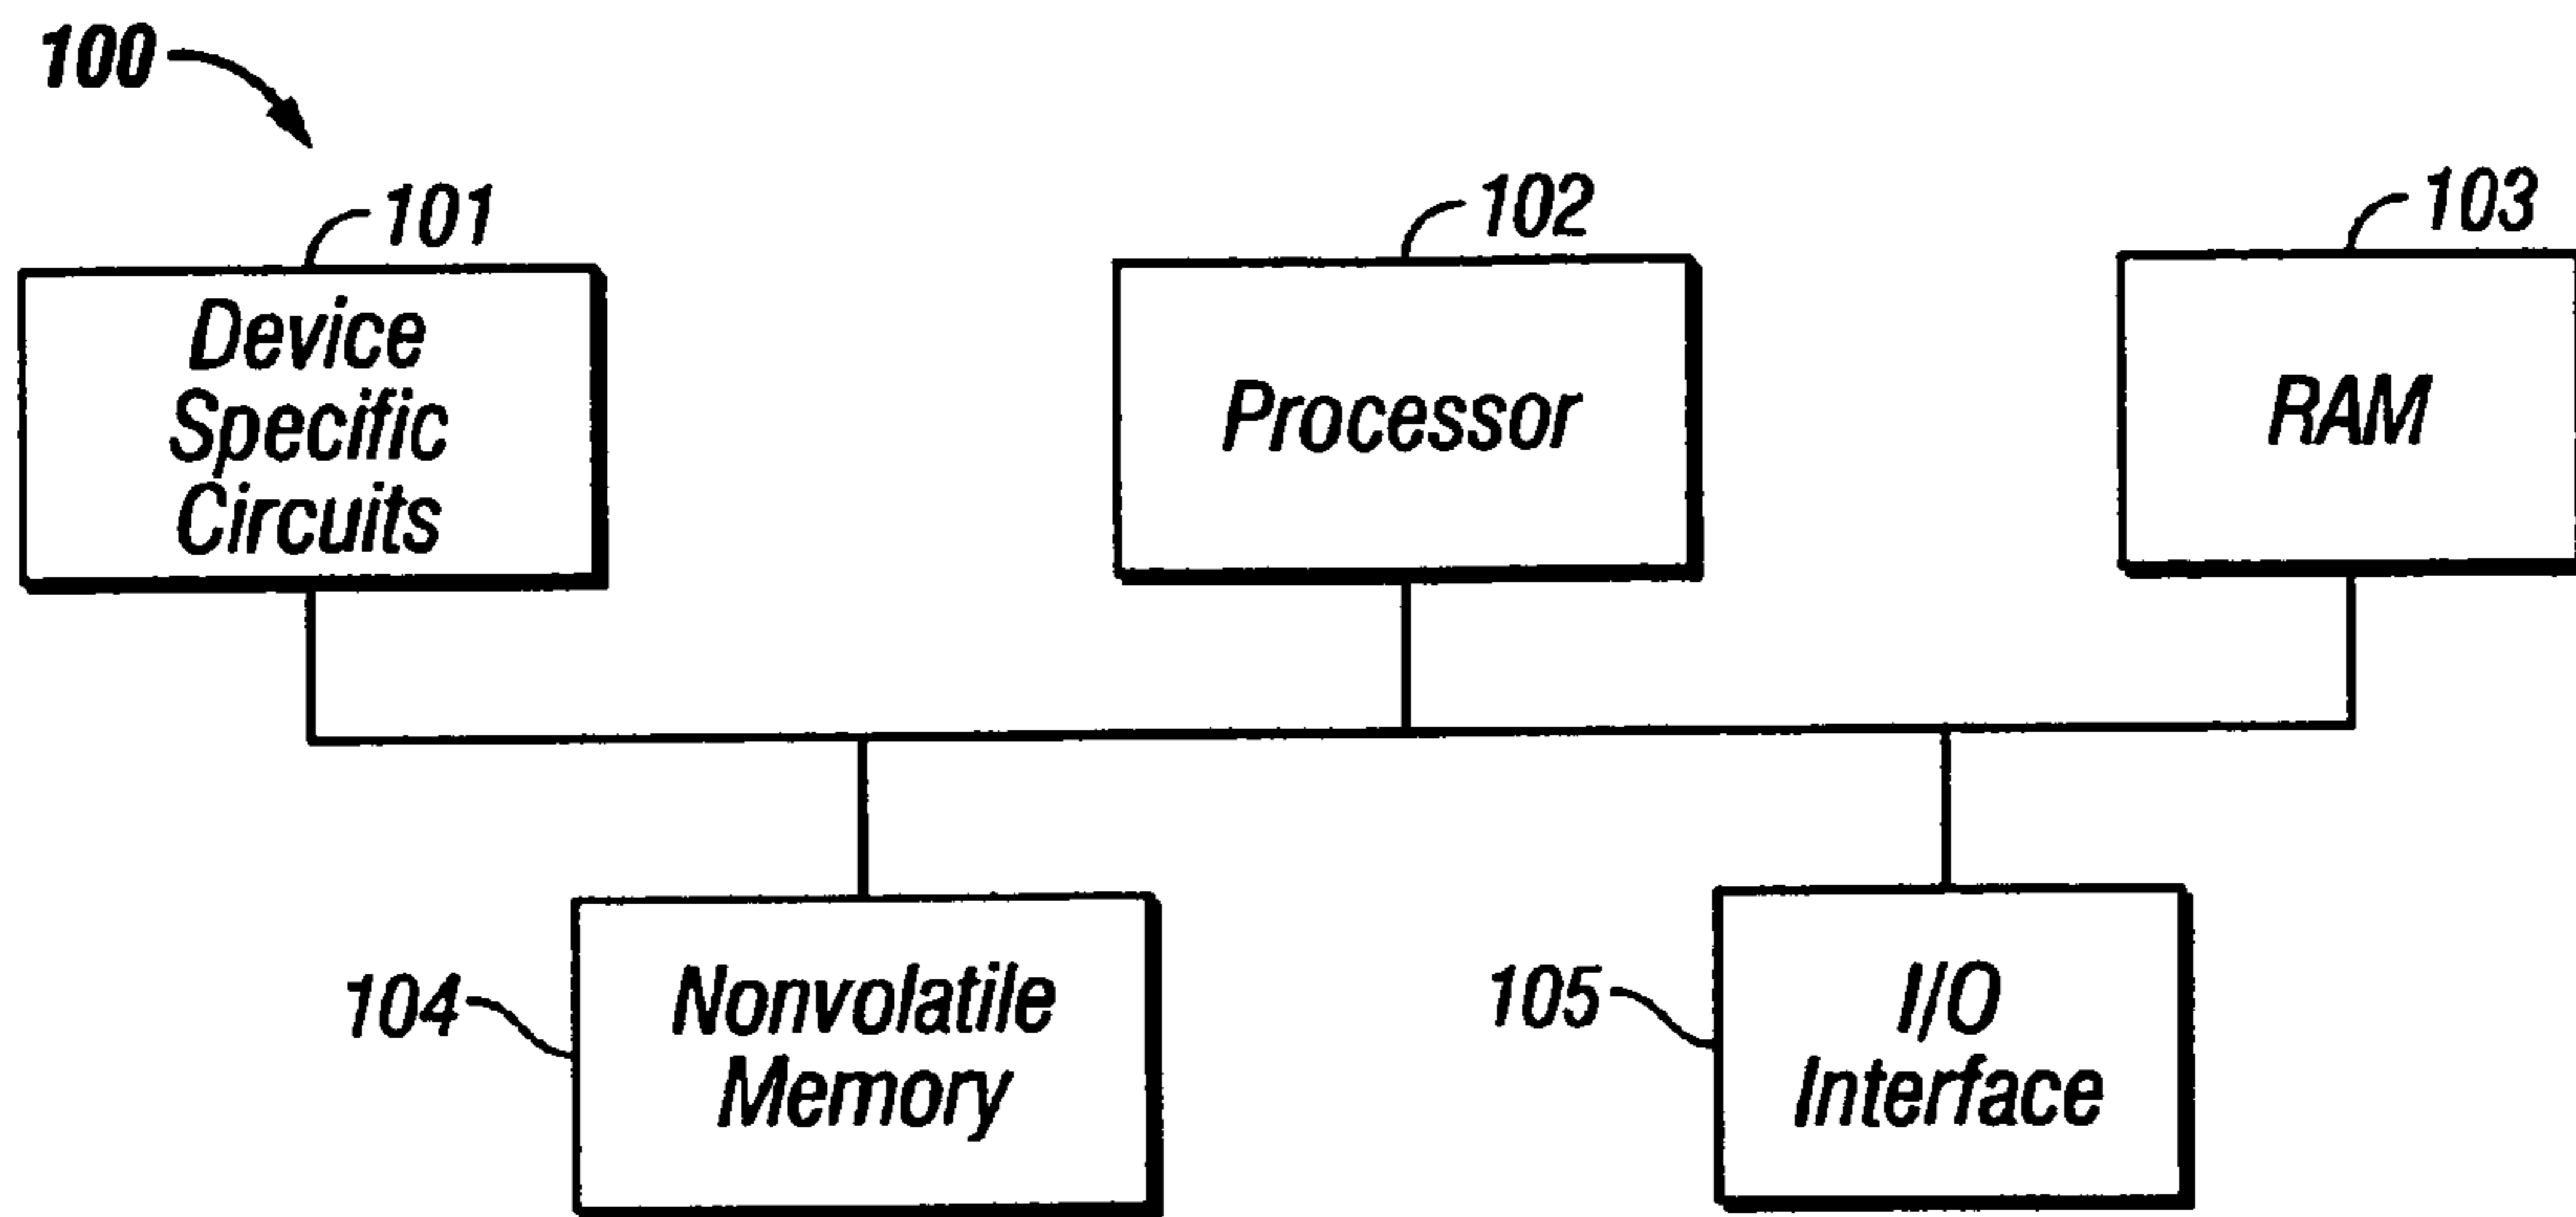 100
101
102
103
Device
Specific
Circuits
Processor
RAM
104
Nonvolatile
Memory
105
I/O
Interface